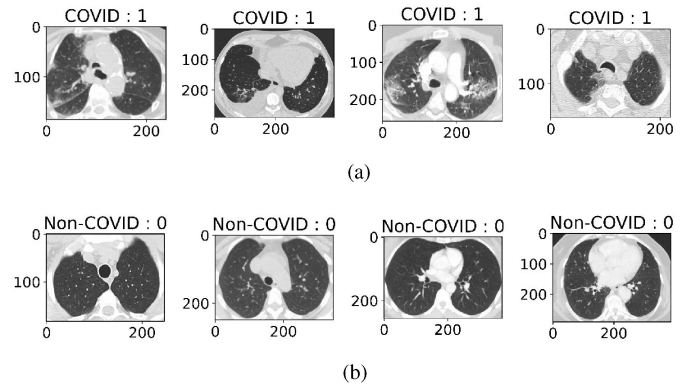 COVID : 1 COVID : 1 COVID : 1 COVID : 1
0 0 0 0
100 100 100 100
200 200
0 200 0 200 0 200 0 200
(a)
Non-COVID : 0 Non-COVID : 0 Non-COVID : 0 Non-COVID : 0
0 0 0 0
100 100 100 100
200 200 200
0 200 0 200 0 200 0 200
(b)